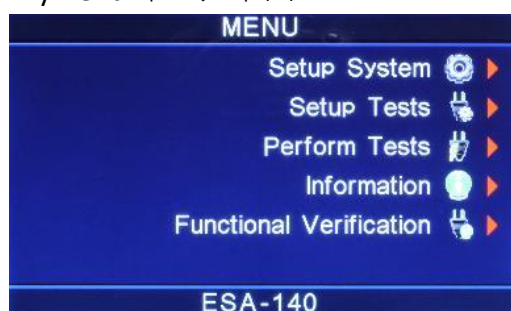 MENU
Setup System
Setup Tests
Perform Tests
Information
Functional Verification
ESA-140